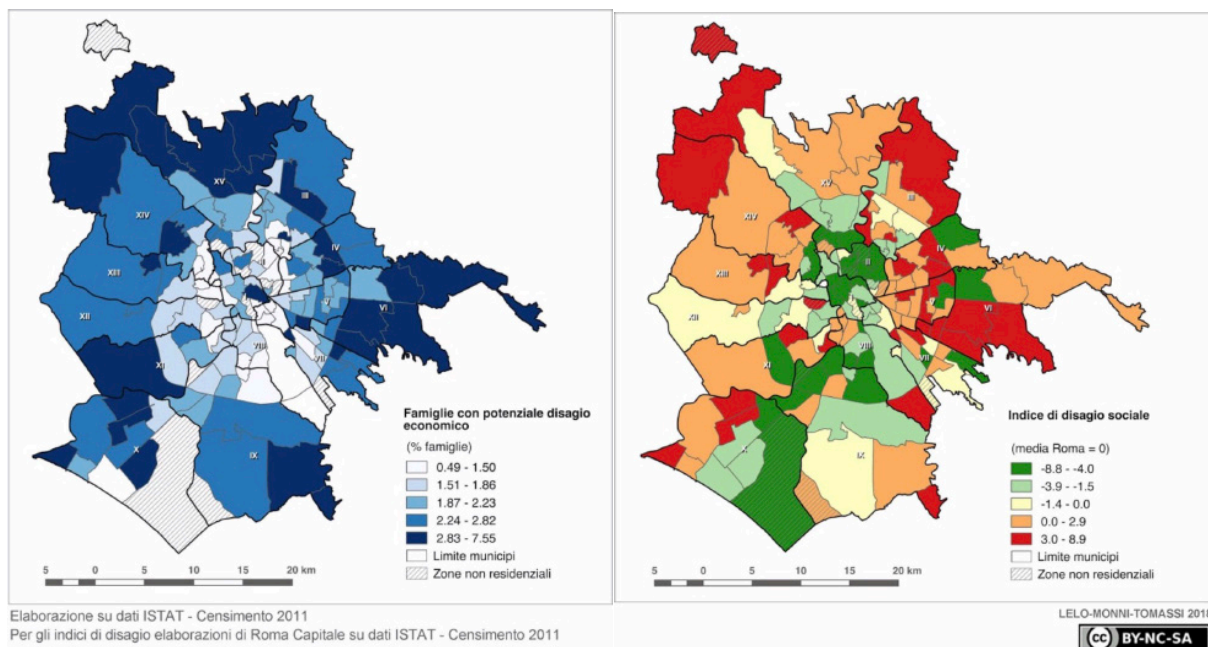 XV
III
XIV
IV
XIII
II
V
VI
XII
VIII
VII
XI
X
IX
Famiglie con potenziale disagio
economico
(% famiglie)
0.49 - 1.50
1.51 - 1.86
1.87 - 2.23
2.24 - 2.82
2.83 - 7.55
Limite municipi
Zone non residenziali
5 0 5 10 15 20 km
XV
III
XIV
IV
II
XIII
V
VI
XII
VIII
VII
XI
X
IX
Indice di disagio sociale
(media Roma = 0)
-8.8 - -4.0
-3.9 - -1.5
-1.4 - 0.0
0.0 - 2.9
3.0 - 8.9
Limite municipi
Zone non residenziali
5 0 5 10 15 20 km
Elaborazione su dati ISTAT - Censimento 2011
Per gli indici di disagio elaborazioni di Roma Capitale su dati ISTAT - Censimento 2011
LELO-MONNI-TOMASSI 2018
cc BY-NC-SA